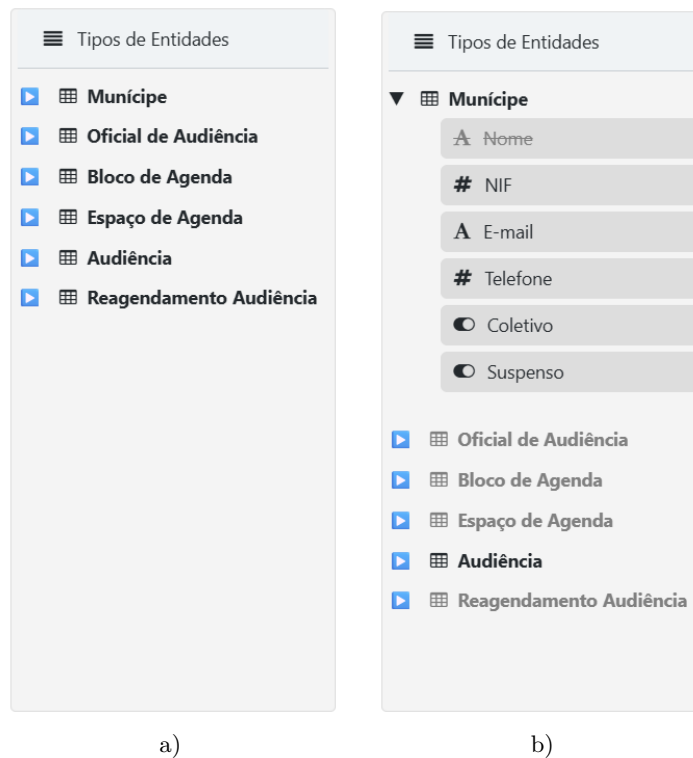 Tipos de Entidades
Munícipe
Oficial de Audiência
Bloco de Agenda
Espaço de Agenda
Audiência
Reagendamento Audiência
a)
Tipos de Entidades
Munícipe
A Nome
# NIF
A E-mail
# Telefone
Coletivo
Suspenso
Oficial de Audiência
Bloco de Agenda
Espaço de Agenda
Audiência
Reagendamento Audiência
b)